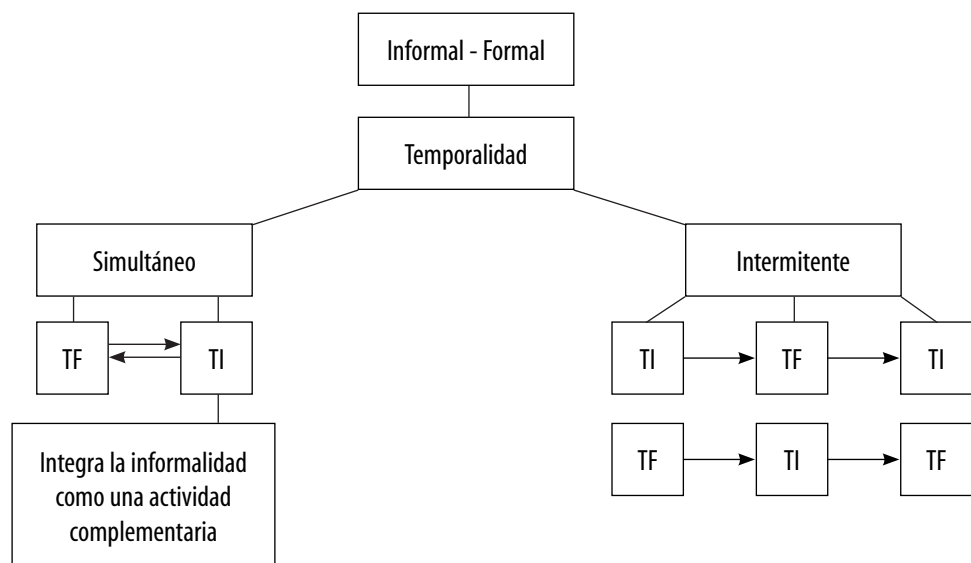 Informal - Formal
Temporalidad
Simultáneo
Intermitente
TF
TI
TI
TF
TI
Integra la informalidad
como una actividad
complementaria
TF
TI
TF